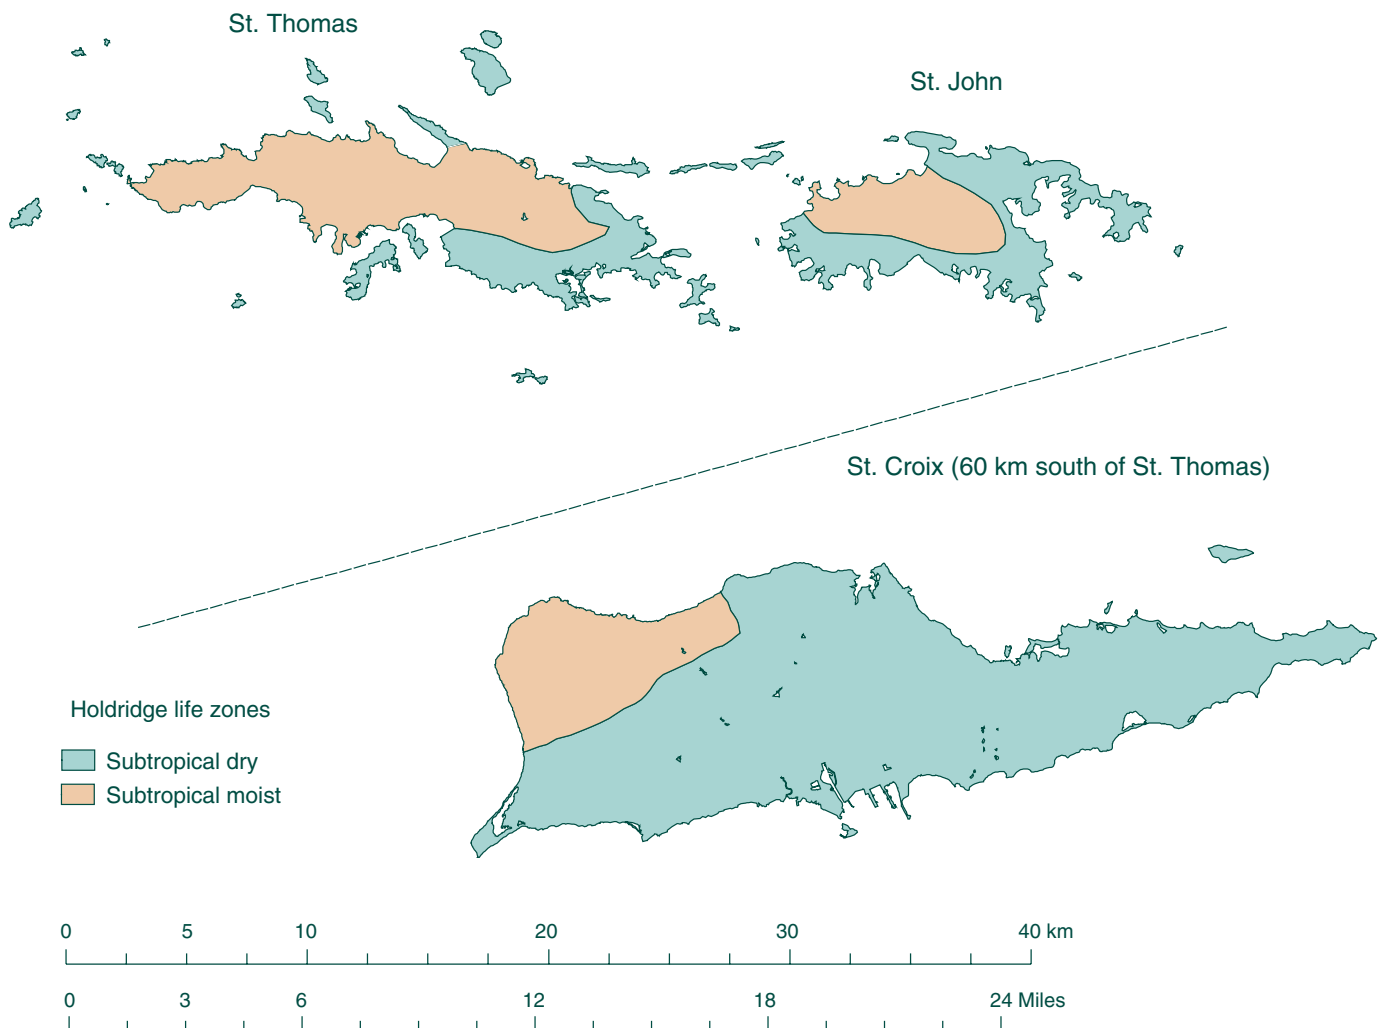 St. Thomas
St. John
St. Croix (60 km south of St. Thomas)
Holdridge life zones
Subtropical dry
Subtropical moist
0 5 10 20 30 40 km
0 3 6 12 18 24 Miles